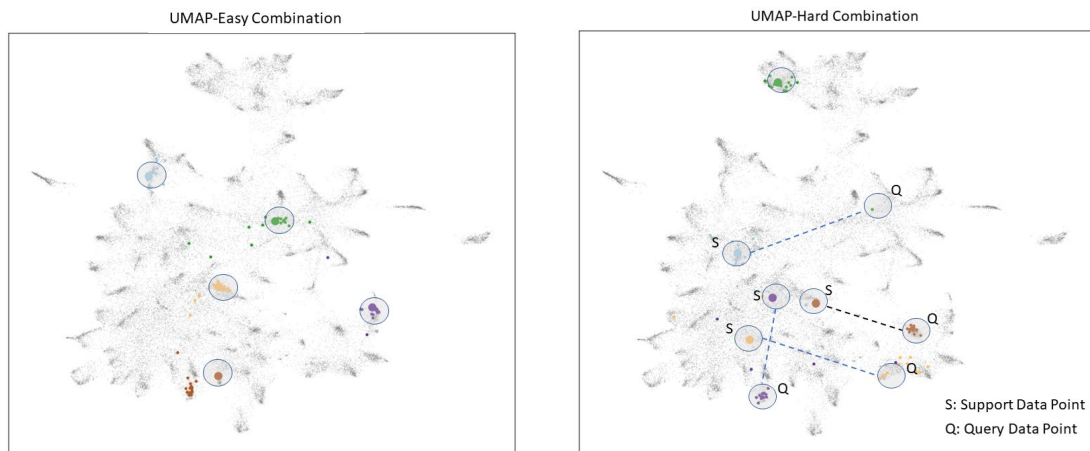 UMAP-Easy Combination
UMAP-Hard Combination
Q
S
S
S
Q
S
Q
Q
S: Support Data Point
Q: Query Data Point